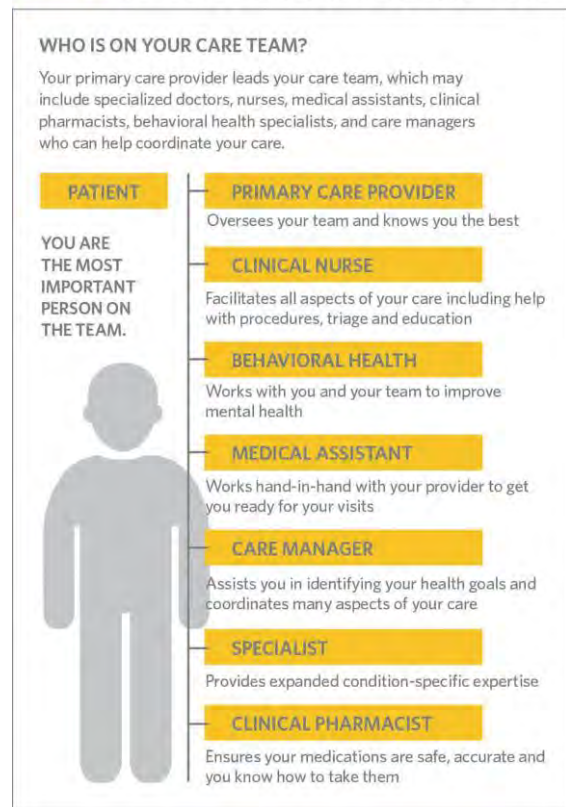 WHO IS ON YOUR CARE TEAM?
Your primary care provider leads your care team, which may
include specialized doctors, nurses, medical assistants, clinical
pharmacists, behavioral health specialists, and care managers
who can help coordinate your care.
PATIENT
YOU ARE
THE MOST
IMPORTANT
PERSON ON
THE TEAM.
PRIMARY CARE PROVIDER
Oversees your team and knows you the best
CLINICAL NURSE
Facilitates all aspects of your care including help
with procedures, triage and education
BEHAVIORAL HEALTH
Works with you and your team to improve
mental health
MEDICAL ASSISTANT
Works hand-in-hand with your provider to get
you ready for your visits
CARE MANAGER
Assists you in identifying your health goals and
coordinates many aspects of your care
SPECIALIST
Provides expanded condition-specific expertise
CLINICAL PHARMACIST
Ensures your medications are safe, accurate and
you know how to take them